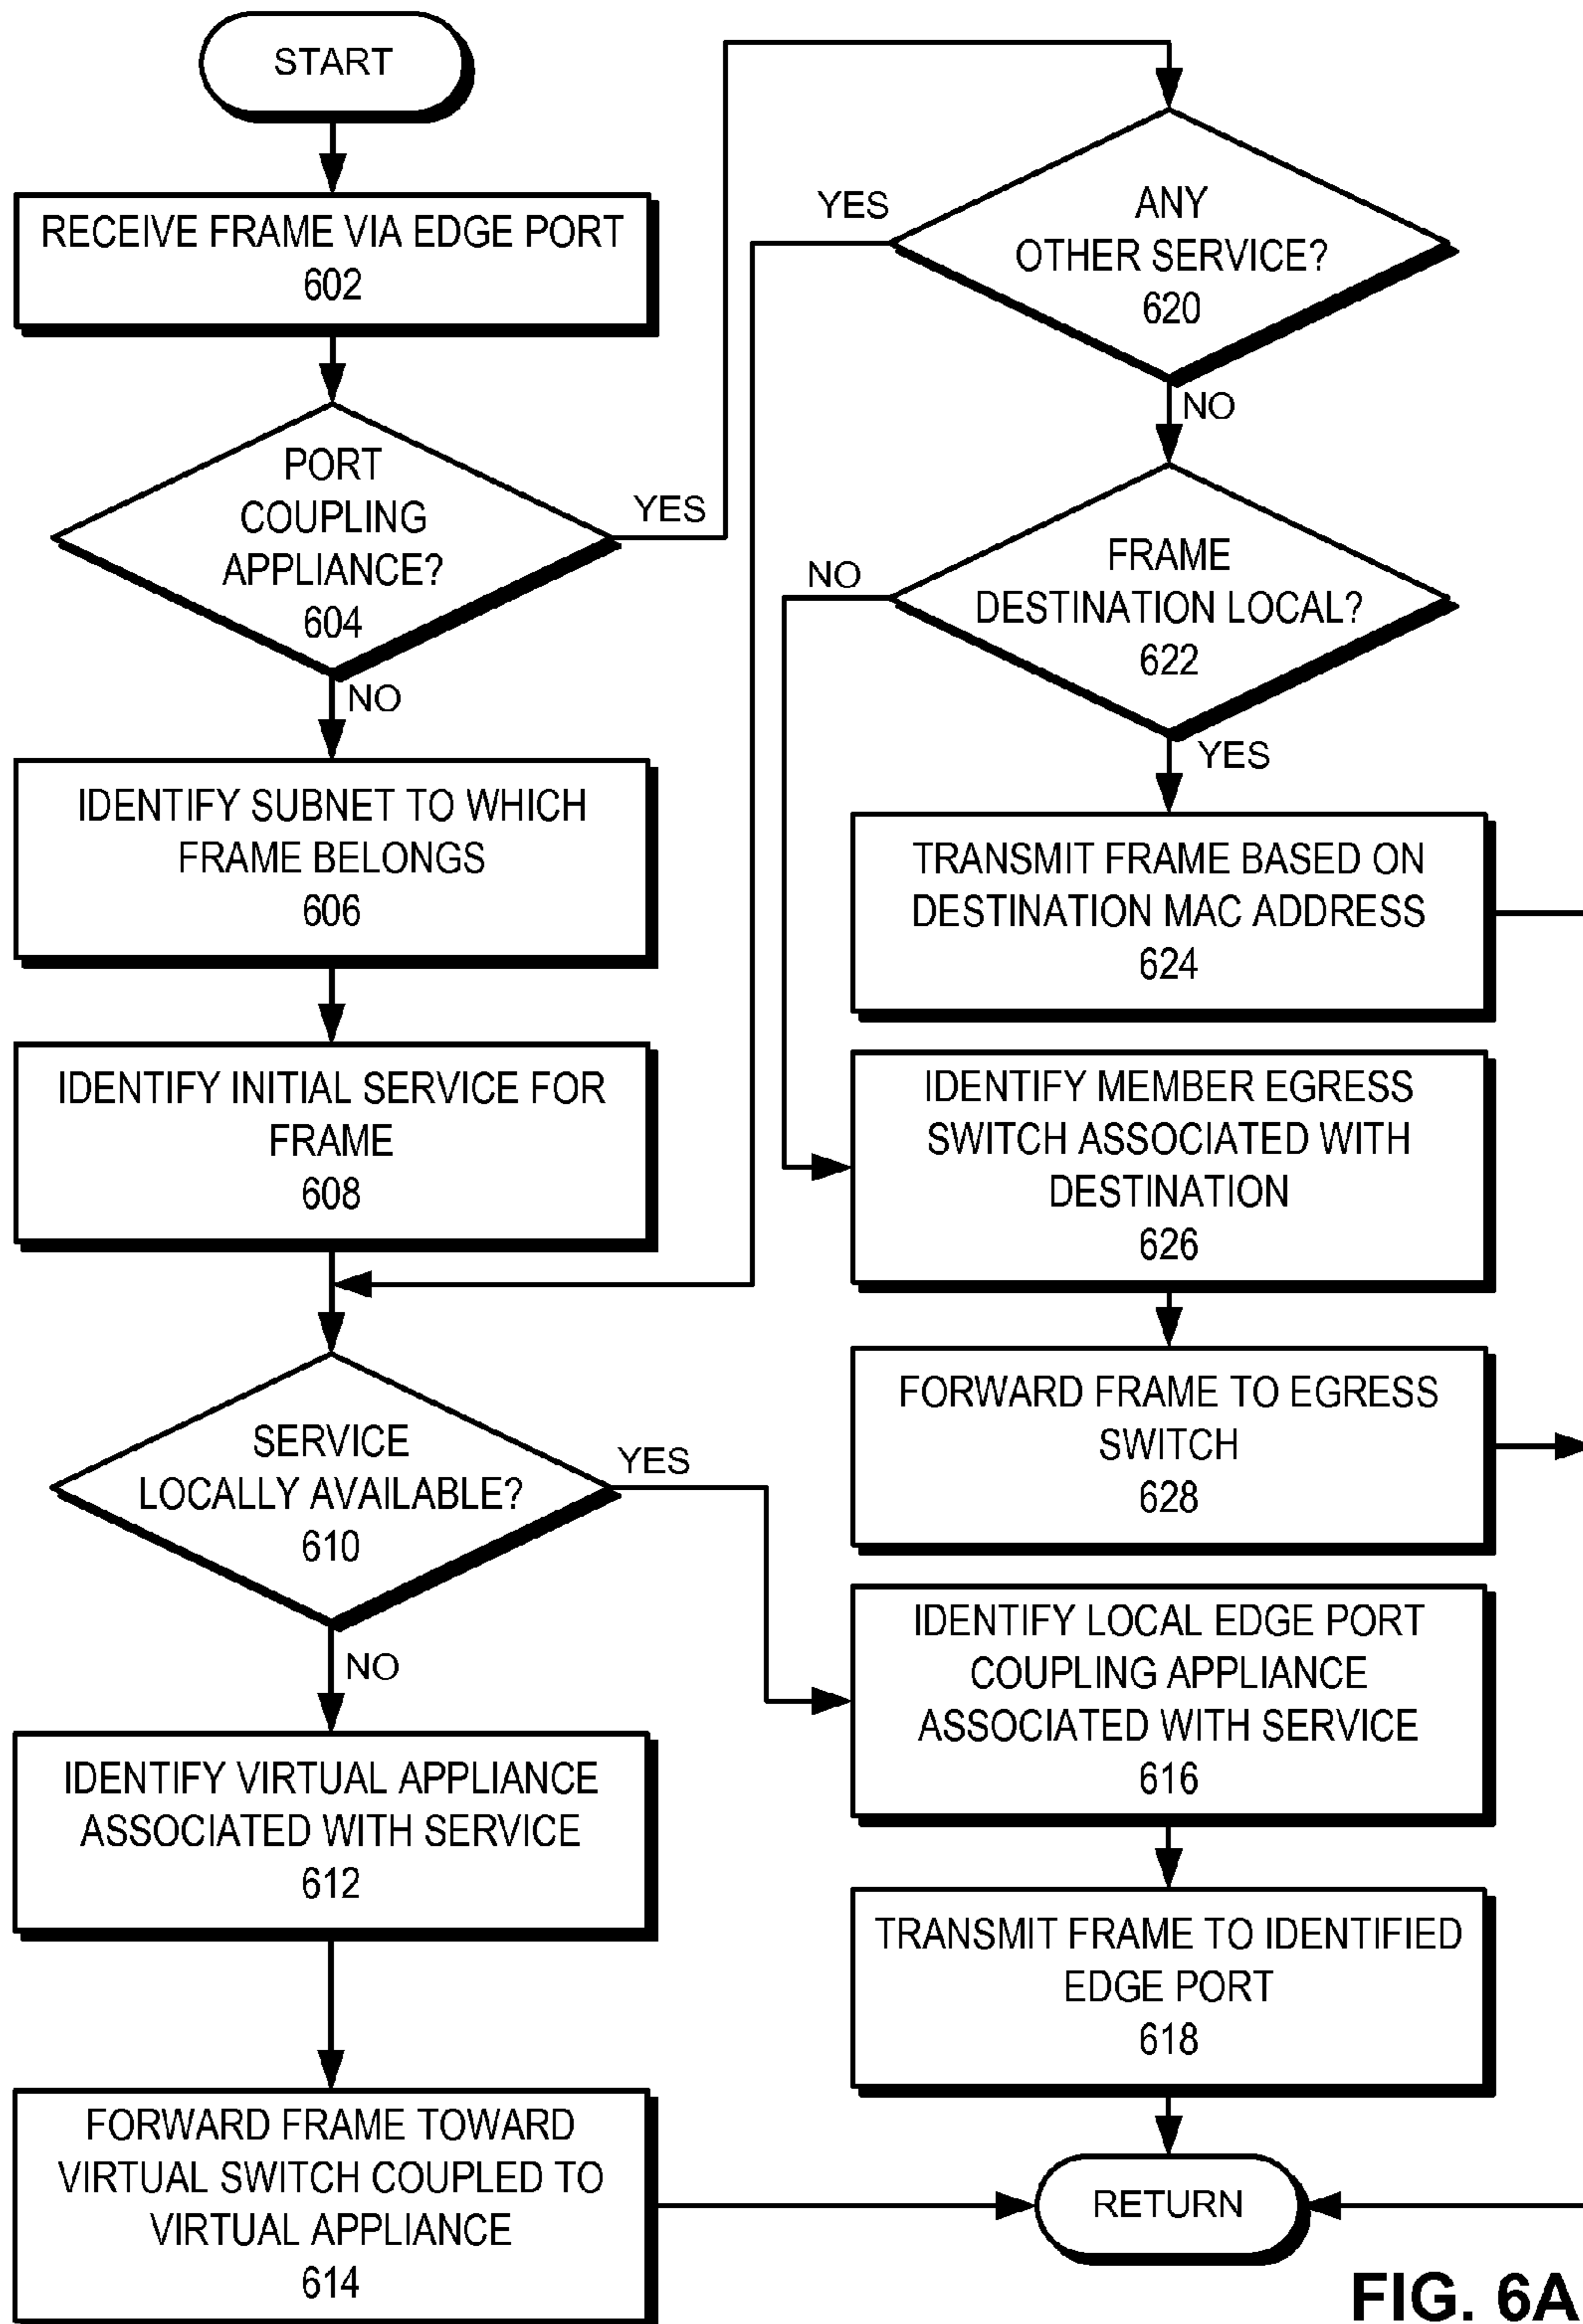 START
RECEIVE FRAME VIA EDGE PORT
602
PORT
COUPLING
APPLIANCE?
604
YES
NO
IDENTIFY SUBNET TO WHICH
FRAME BELONGS
606
IDENTIFY INITIAL SERVICE FOR
FRAME
608
SERVICE
LOCALLY AVAILABLE?
610
YES
NO
IDENTIFY VIRTUAL APPLIANCE
ASSOCIATED WITH SERVICE
612
FORWARD FRAME TOWARD
VIRTUAL SWITCH COUPLED TO
VIRTUAL APPLIANCE
614
ANY
OTHER SERVICE?
620
YES
NO
FRAME
DESTINATION LOCAL?
622
NO
YES
TRANSMIT FRAME BASED ON
DESTINATION MAC ADDRESS
624
IDENTIFY MEMBER EGRESS
SWITCH ASSOCIATED WITH
DESTINATION
626
FORWARD FRAME TO EGRESS
SWITCH
628
IDENTIFY LOCAL EDGE PORT
COUPLING APPLIANCE
ASSOCIATED WITH SERVICE
616
TRANSMIT FRAME TO IDENTIFIED
EDGE PORT
618
RETURN
FIG. 6A